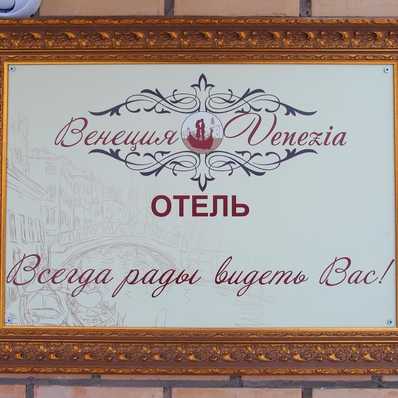 Венеция Venezia
ОТЕЛЬ
Всегда рады видеть Вас!